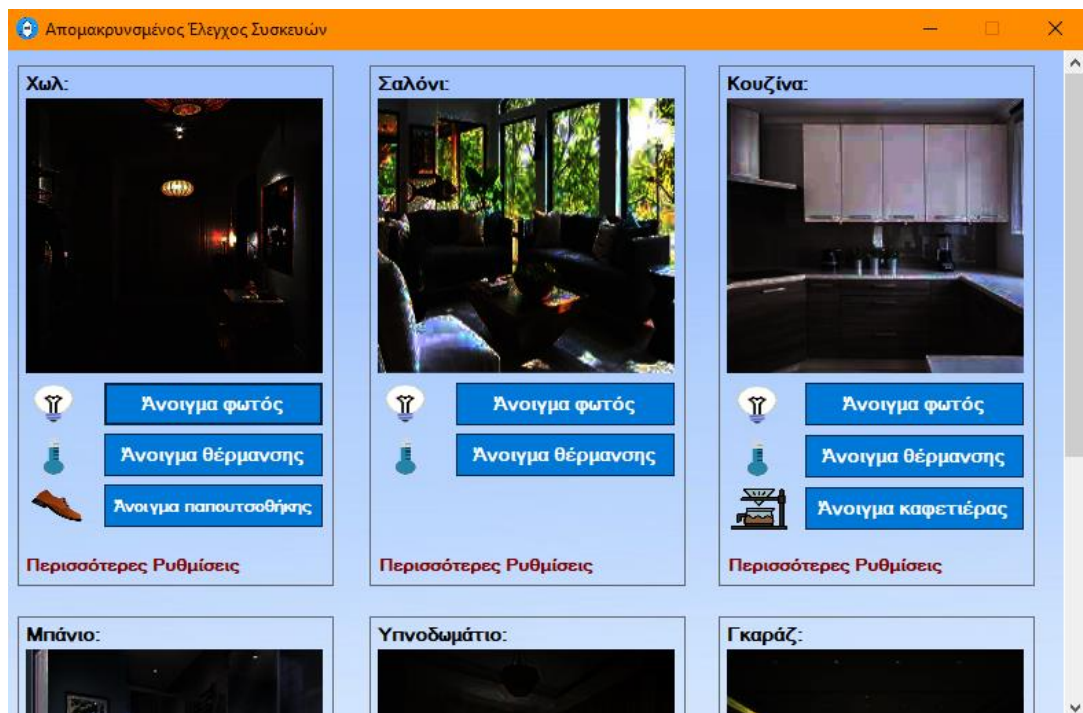 Απομακρυνσμένος Έλεγχος Συσκευών
Χωλ:
Άνοιγμα φωτός
Άνοιγμα θέρμανσης
Άνοιγμα παπουτσοθήκης
Περισσότερες Ρυθμίσεις
Σαλόνι:
Άνοιγμα φωτός
Άνοιγμα θέρμανσης
Περισσότερες Ρυθμίσεις
Κουζίνα:
Άνοιγμα φωτός
Άνοιγμα θέρμανσης
Άνοιγμα καφετιέρας
Περισσότερες Ρυθμίσεις
Μπάνιο:
Υπνοδωμάτιο:
Γκαράζ: